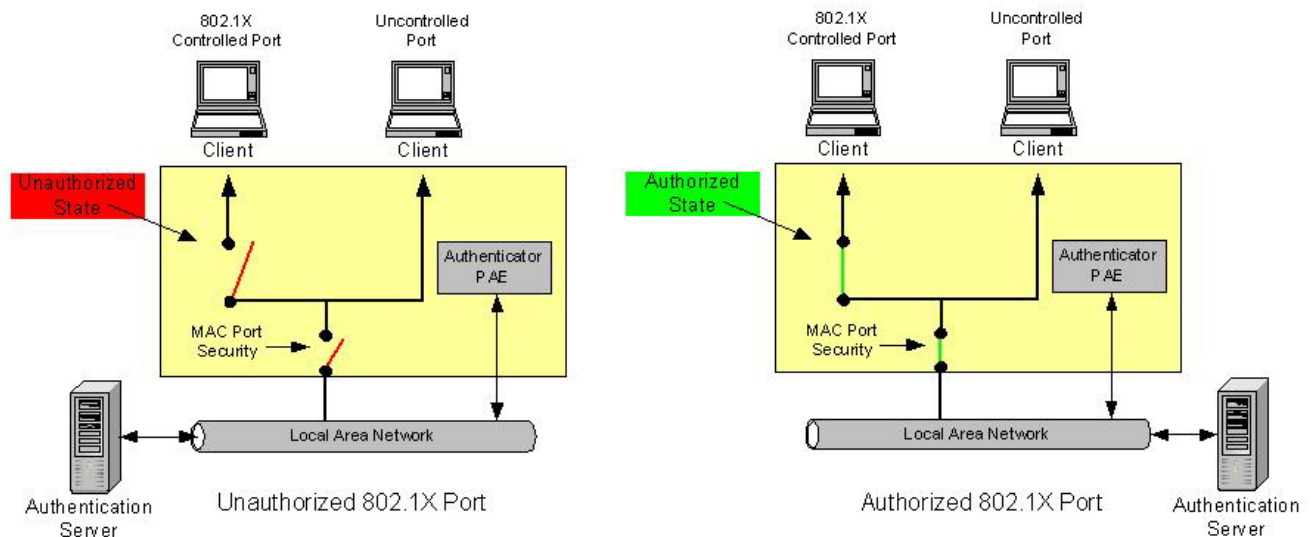 802.1X
Controlled Port
Uncontrolled
Port
Client
Client
Unauthorized
State
Authenticator
PAE
MAC Port
Security
Local Area Network
Authentication
Server
Unauthorized 802.1X Port
802.1X
Controlled Port
Uncontrolled
Port
Client
Client
Authorized
State
Authenticator
PAE
MAC Port
Security
Local Area Network
Authorized 802.1X Port
Authentication
Server